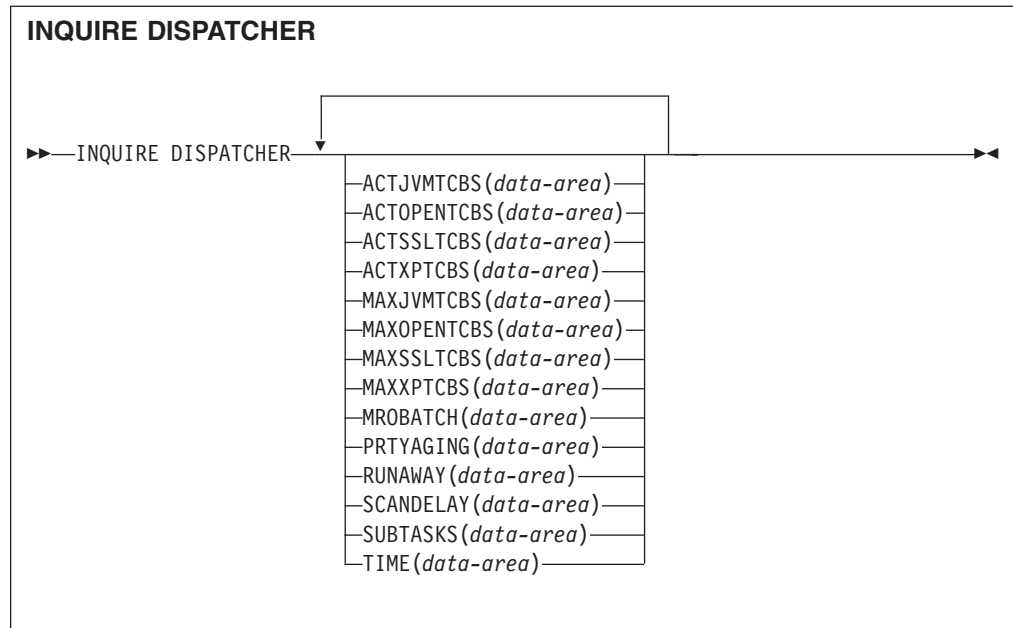 INQUIRE DISPATCHER
INQUIRE DISPATCHER
ACTJVMTCBS(data-area)
ACTOPENTCBS(data-area)
ACTSSLTCBS(data-area)
ACTXPTCBS(data-area)
MAXJVMTCBS(data-area)
MAXOPENTCBS(data-area)
MAXSSLTCBS(data-area)
MAXXPTCBS(data-area)
MROBATCH(data-area)
PRTYAGING(data-area)
RUNAWAY(data-area)
SCANDELAY(data-area)
SUBTASKS(data-area)
TIME(data-area)